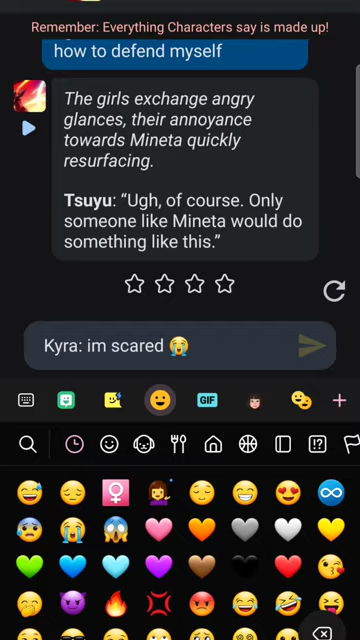 Remember: Everything Characters say is made up!
how to defend myself
The girls exchange angry
glances, their annoyance
towards Mineta quickly
resurfacing.
Tsuyu: “Ugh, of course. Only
someone like Mineta would do
something like this.”
Kyra: im scared 😭
GIF